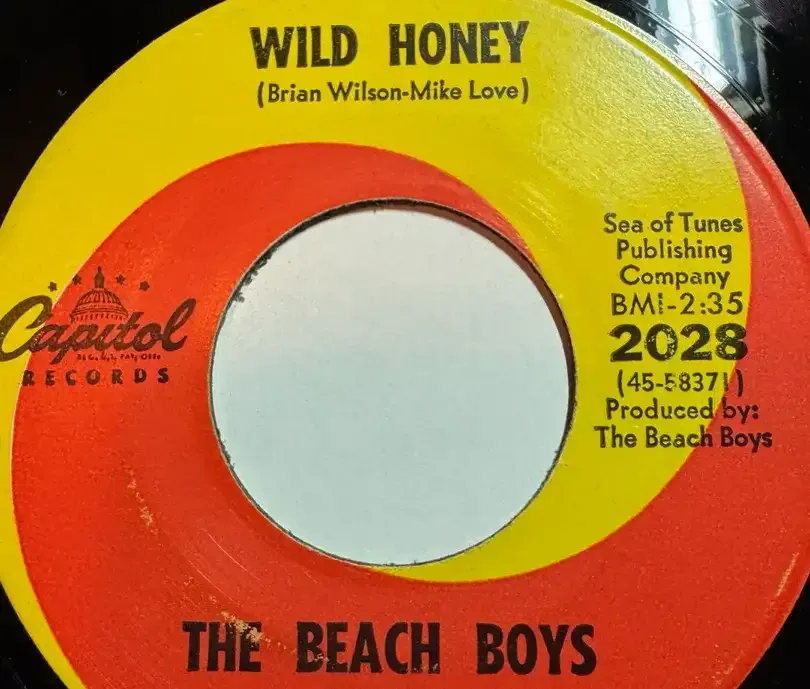 WILD HONEY
(Brian Wilson-Mike Love)
Sea of Tunes
Publishing
Company
BMI-2:35
2028
(45-58371)
Produced by:
The Beach Boys
Capitol
RECORDS
THE BEACH BOYS